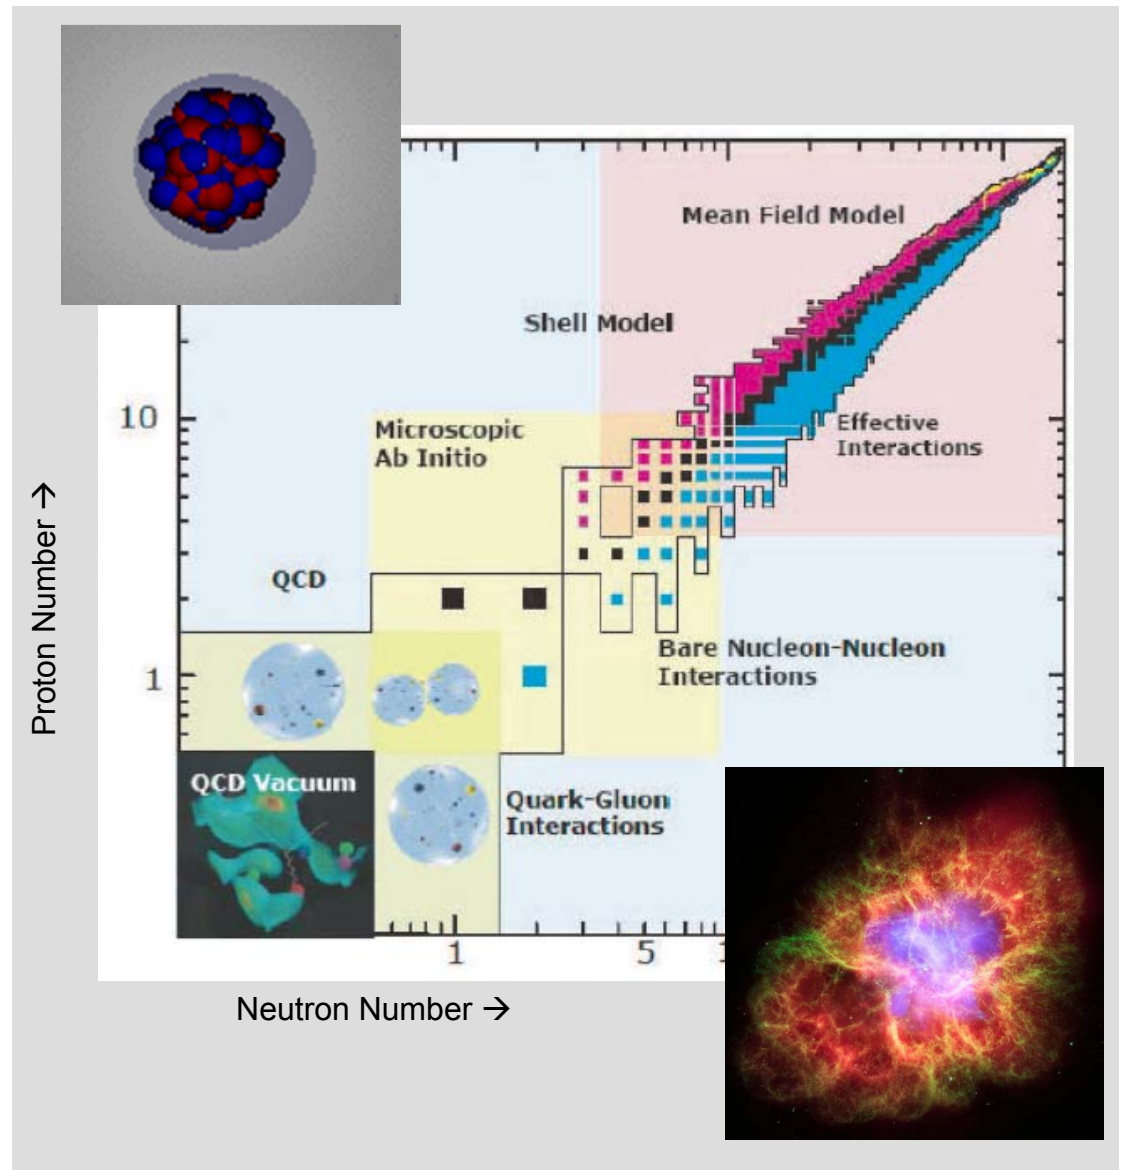 Mean Field Model
Shell Model
10
Microscopic
Ab Initio
Effective
Interactions
Proton Number →
QCD
Bare Nucleon-Nucleon
Interactions
1
QCD Vacuum
Quark-Gluon
Interactions
1
5
Neutron Number →